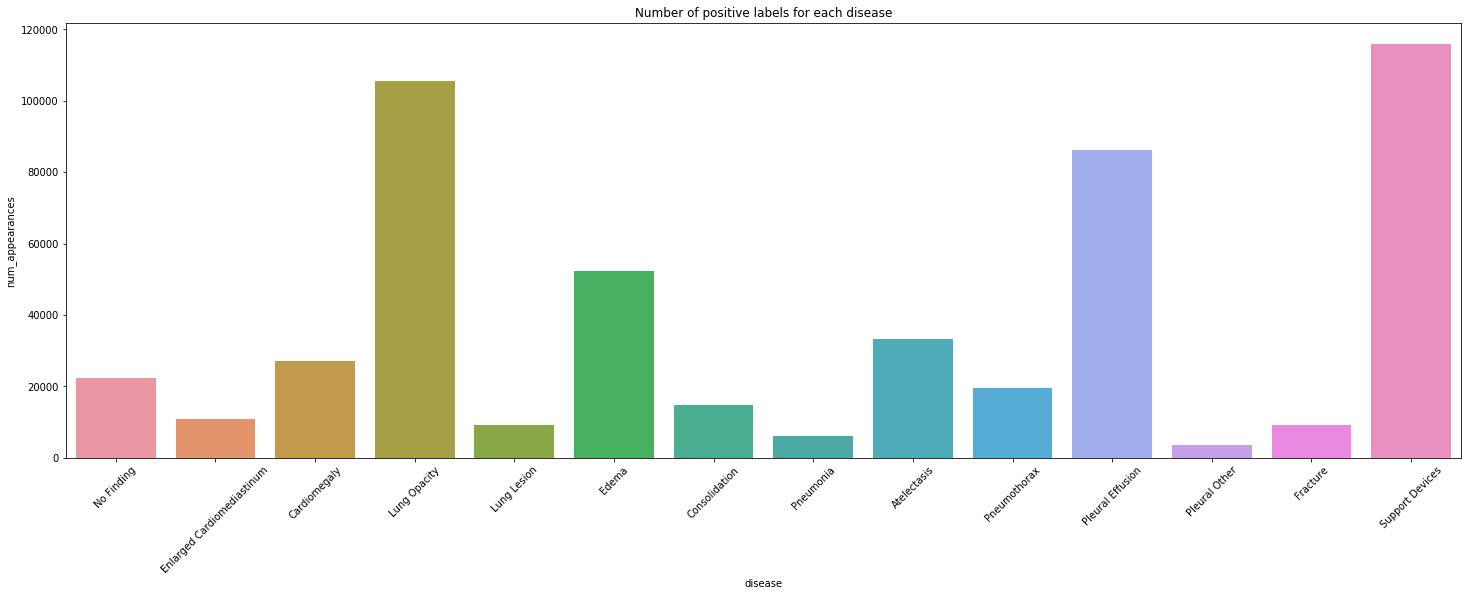 Number of positive labels for each disease
120000
100000
80000
60000
40000
20000
0
num_appearances
No Finding
Enlarged Cardiomediastinum
Cardiomegaly
Lung Opacity
Lung Lesion
Edema
Consolidation
Pneumonia
Atelectasis
Pneumothorax
Pleural Effusion
Pleural Other
Fracture
Support Devices
disease